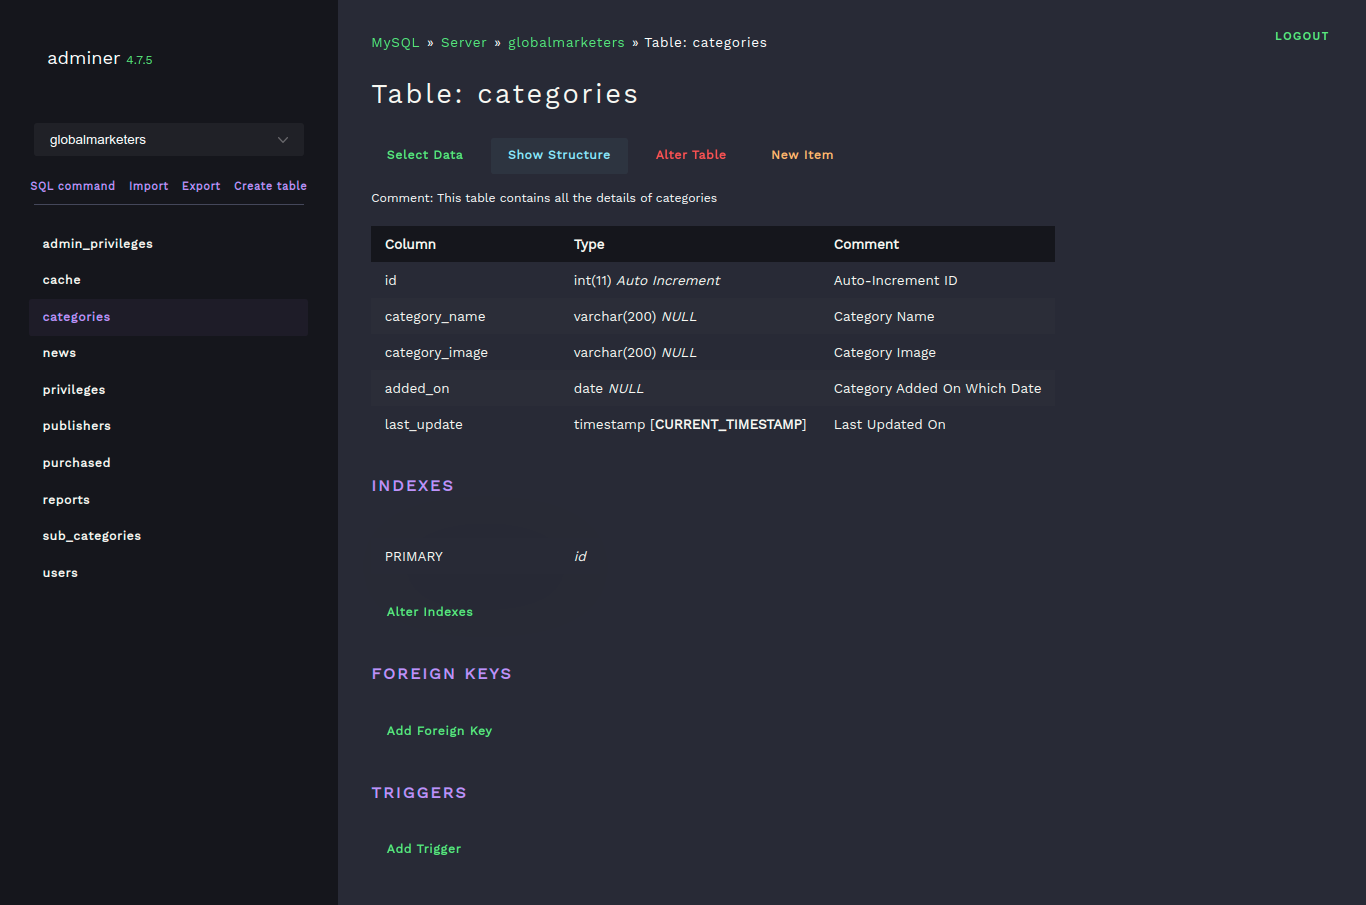 adminer 4.7.5
globalmarketers
SQL command Import Export Create table
admin_privileges
cache
categories
news
privileges
publishers
purchased
reports
sub_categories
users
MySQL » Server » globalmarketers » Table: categories
LOGOUT
Table: categories
Select Data Show Structure Alter Table New Item
Comment: This table contains all the details of categories
Column Type Comment
id int(11) Auto Increment Auto-Increment ID
category_name varchar(200) NULL Category Name
category_image varchar(200) NULL Category Image
added_on date NULL Category Added On Which Date
last_update timestamp [CURRENT_TIMESTAMP] Last Updated On
INDEXES
PRIMARY id
Alter Indexes
FOREIGN KEYS
Add Foreign Key
TRIGGERS
Add Trigger